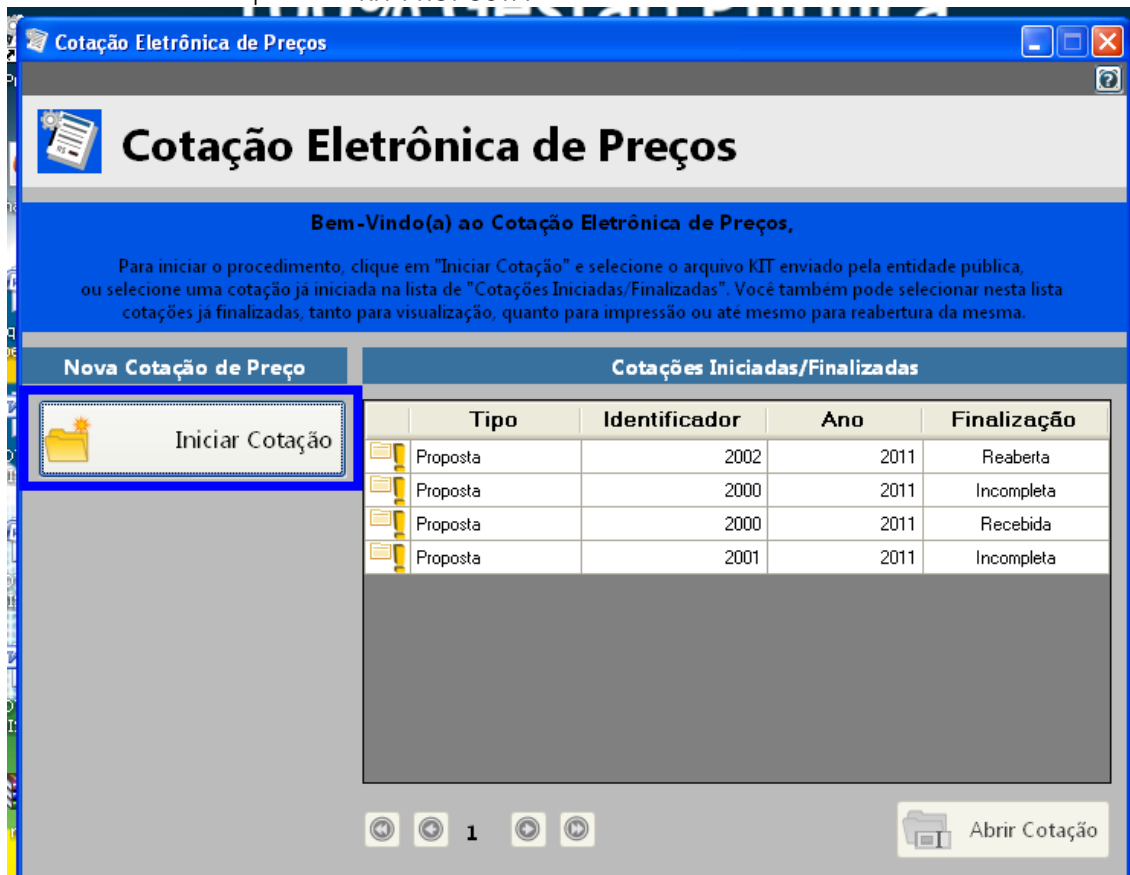 100% Gestão Pública
Cotação Eletrônica de Preços
Cotação Eletrônica de Preços
Bem-Vindo(a) ao Cotação Eletrônica de Preços,
Para iniciar o procedimento, clique em "Iniciar Cotação" e selecione o arquivo KIT enviado pela entidade pública,
ou selecione uma cotação já iniciada na lista de "Cotações Iniciadas/Finalizadas". Você também pode selecionar nesta lista
cotações já finalizadas, tanto para visualização, quanto para impressão ou até mesmo para reabertura da mesma.
Nova Cotação de Preço
Cotações Iniciadas/Finalizadas
Iniciar Cotação
Tipo Identificador Ano Finalização
Proposta 2002 2011 Reaberta
Proposta 2000 2011 Incompleta
Proposta 2000 2011 Recebida
Proposta 2001 2011 Incompleta
1
Abrir Cotação